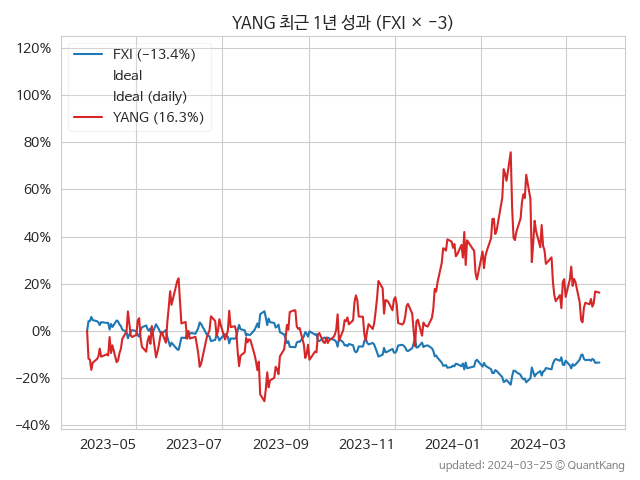 YANG 최근 1년 성과 (FXI × −3)
120%
100%
80%
60%
40%
20%
0%
−20%
−40%
FXI (−13.4%)
Ideal
Ideal (daily)
YANG (16.3%)
2023-05
2023-07
2023-09
2023-11
2024-01
2024-03
updated: 2024-03-25 ⓒ QuantKang